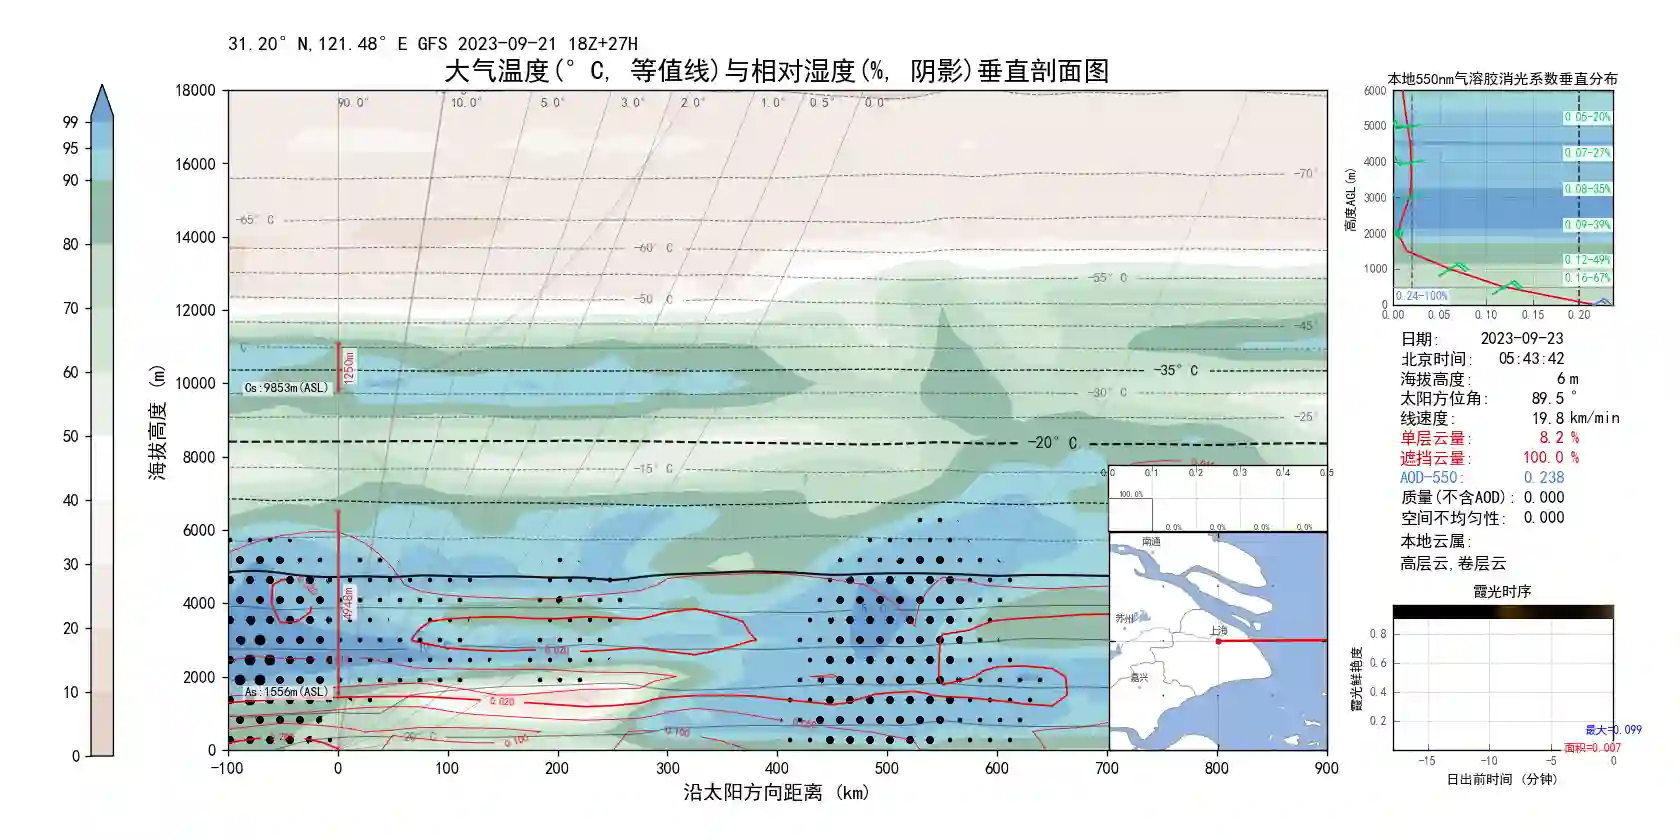 31.20° N,121.48° E GFS 2023-09-21 18Z+27H
大气温度(° C, 等值线)与相对湿度(%, 阴影)垂直剖面图
99
95
90
80
70
60
50
40
30
20
10
0
18000
16000
14000
12000
10000
8000
6000
4000
2000
0
海拔高度 (m)
90.0° 10.0° 5.0° 3.0° 2.0° 1.0° 0.5° 0.0°
-70°
-65° C
-60° C
-55° C
-50 C
-45°
-35° C
-30° C
-25°
-20° C
-15° C
1250m
Cs:9853m(ASL)
4948m
As:1556m(ASL)
0.020
0.020
0.100
0.100
20° C
-100 0 100 200 300 400 500 600 700 800 900
沿太阳方向距离 (km)
0.0 0.1 0.2 0.3 0.4 0.5
100.0%
0.0% 0.0% 0.0% 0.0%
南通
苏州
上海
嘉兴
本地550nm气溶胶消光系数垂直分布
6000
5000
4000
3000
2000
1000
0
高度AGL(m)
0.05-20%
0.07-27%
0.08-35%
0.09-39%
0.12-49%
0.16-67%
0.24-100%
0.00 0.05 0.10 0.15 0.20
日期: 2023-09-23
北京时间: 05:43:42
海拔高度: 6 m
太阳方位角: 89.5 °
线速度: 19.8 km/min
单层云量: 8.2 %
遮挡云量: 100.0 %
AOD-550: 0.238
质量(不含AOD): 0.000
空间不均匀性: 0.000
本地云属:
高层云,卷层云
霞光时序
0.8
0.6
0.4
0.2
霞光鲜艳度
最大=0.099
面积=0.007
-15 -10 -5 0
日出前时间 (分钟)